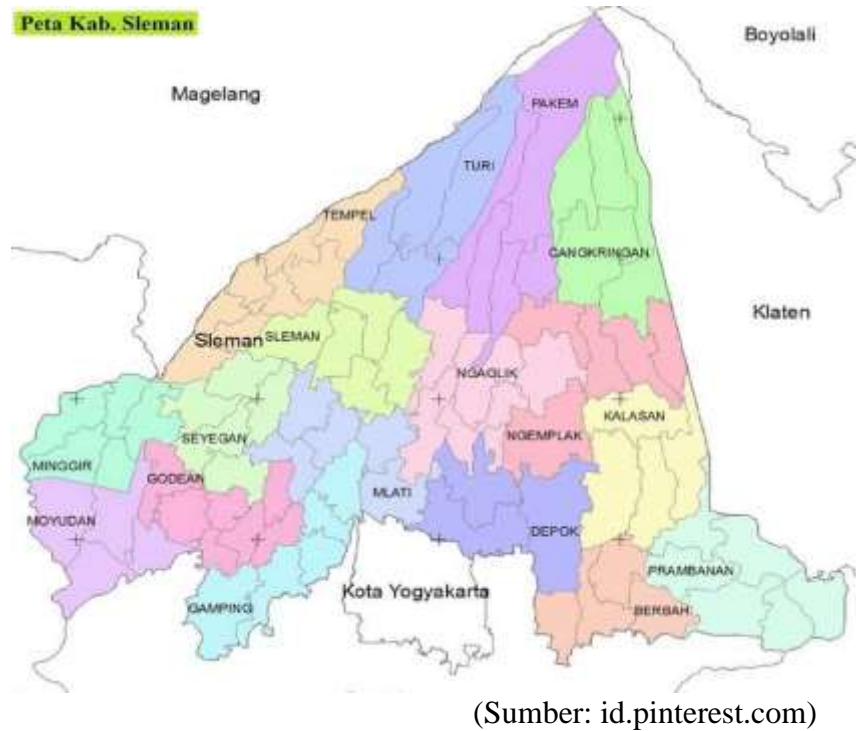 Peta Kab. Sleman
Boyolali
Magelang
PAKEM
TURI
TEMPEL
CANGKRINGAN
Klaten
Sleman
SLEMAN
NGAGLIK
KALASAN
SEYEGAN
NGEMPLAK
MINGGIR
GODEAN
MLATI
MOYUDAN
DEPOK
PRAMBANAN
Kota Yogyakarta
GAMPING
BERBAH
(Sumber: id.pinterest.com)